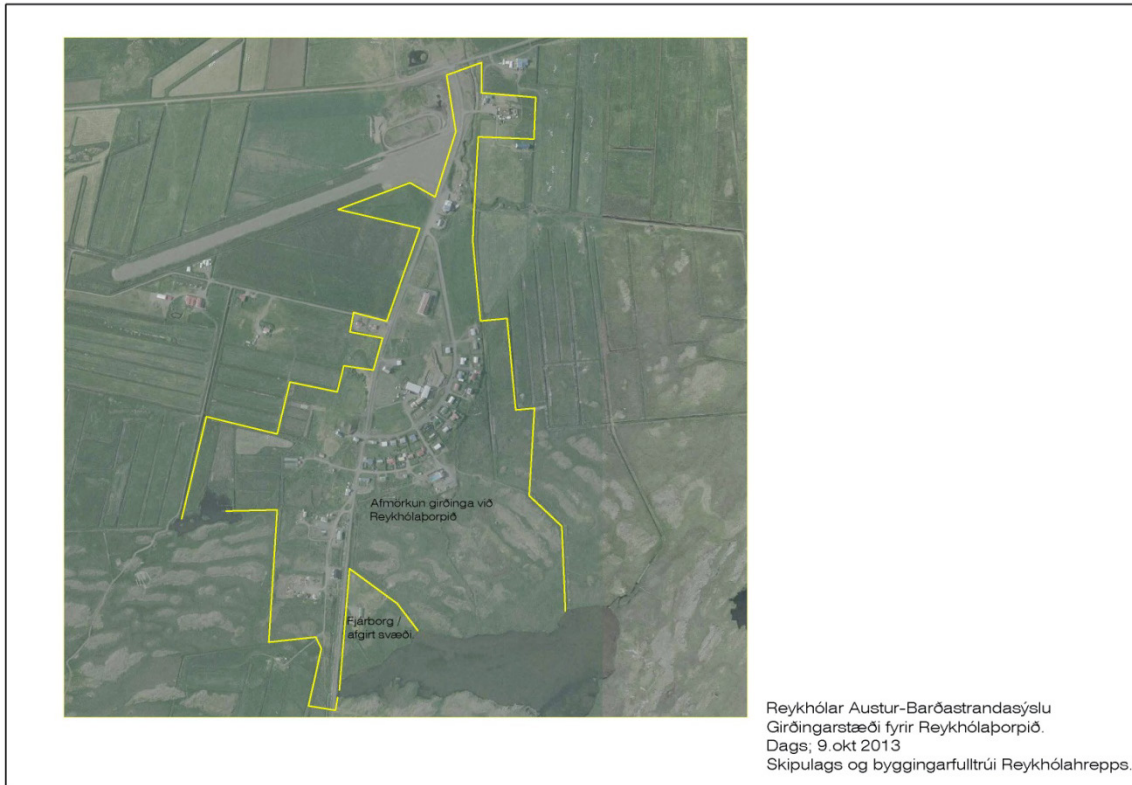 Afmörkun girðinga við
Reykhólaþorpið
Fjárborg /
afgirt svæði.
Reykhólar Austur-Barðastrandasýslu
Girðingarstæði fyrir Reykhólaþorpið.
Dags; 9.okt 2013
Skipulags og byggingarfulltrúi Reykhólahrepps.